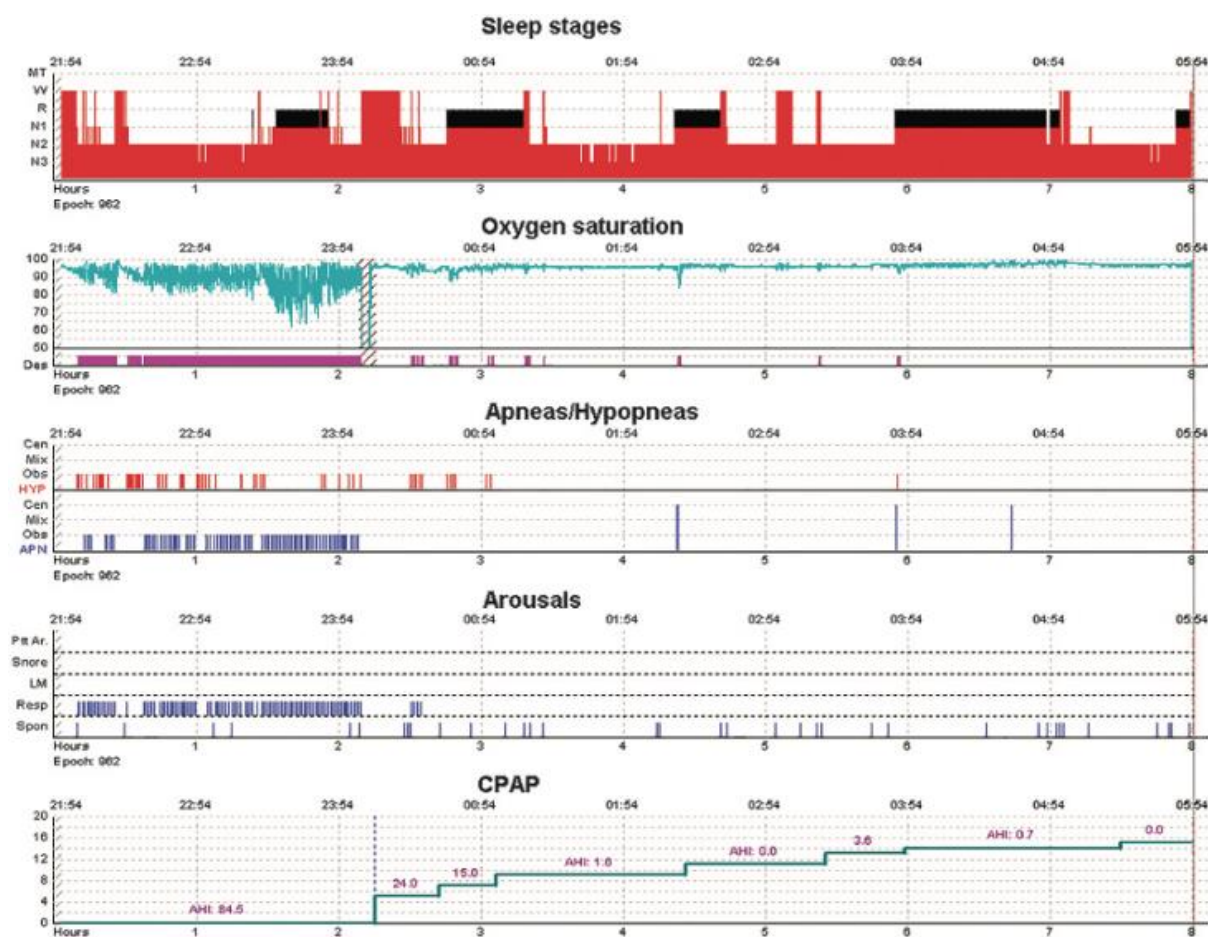 Sleep stages
21:54 22:54 23:54 00:54 01:54 02:54 03:54 04:54 05:54
MT
W
R
N1
N2
N3
Hours 1 2 3 4 5 6 7 8
Epoch: 962
Oxygen saturation
21:54 22:54 23:54 00:54 01:54 02:54 03:54 04:54 05:54
100
90
80
70
60
50
Des
Hours 1 2 3 4 5 6 7 8
Epoch: 962
Apneas/Hypopneas
21:54 22:54 23:54 00:54 01:54 02:54 03:54 04:54 05:54
Cen
Mix
Obs
HYP
Cen
Mix
Obs
APN
Hours 1 2 3 4 5 6 7 8
Epoch: 962
Arousals
21:54 22:54 23:54 00:54 01:54 02:54 03:54 04:54 05:54
Ptt Ar.
Snore
LM
Resp
Spon
Hours 1 2 3 4 5 6 7 8
Epoch: 962
CPAP
21:54 22:54 23:54 00:54 01:54 02:54 03:54 04:54 05:54
20
16
12
8
4
0
AHI: 84.5
24.0
15.0
AHI: 1.6
AHI: 0.0
3.6
AHI: 0.7
0.0
Hours 1 2 3 4 5 6 7 8